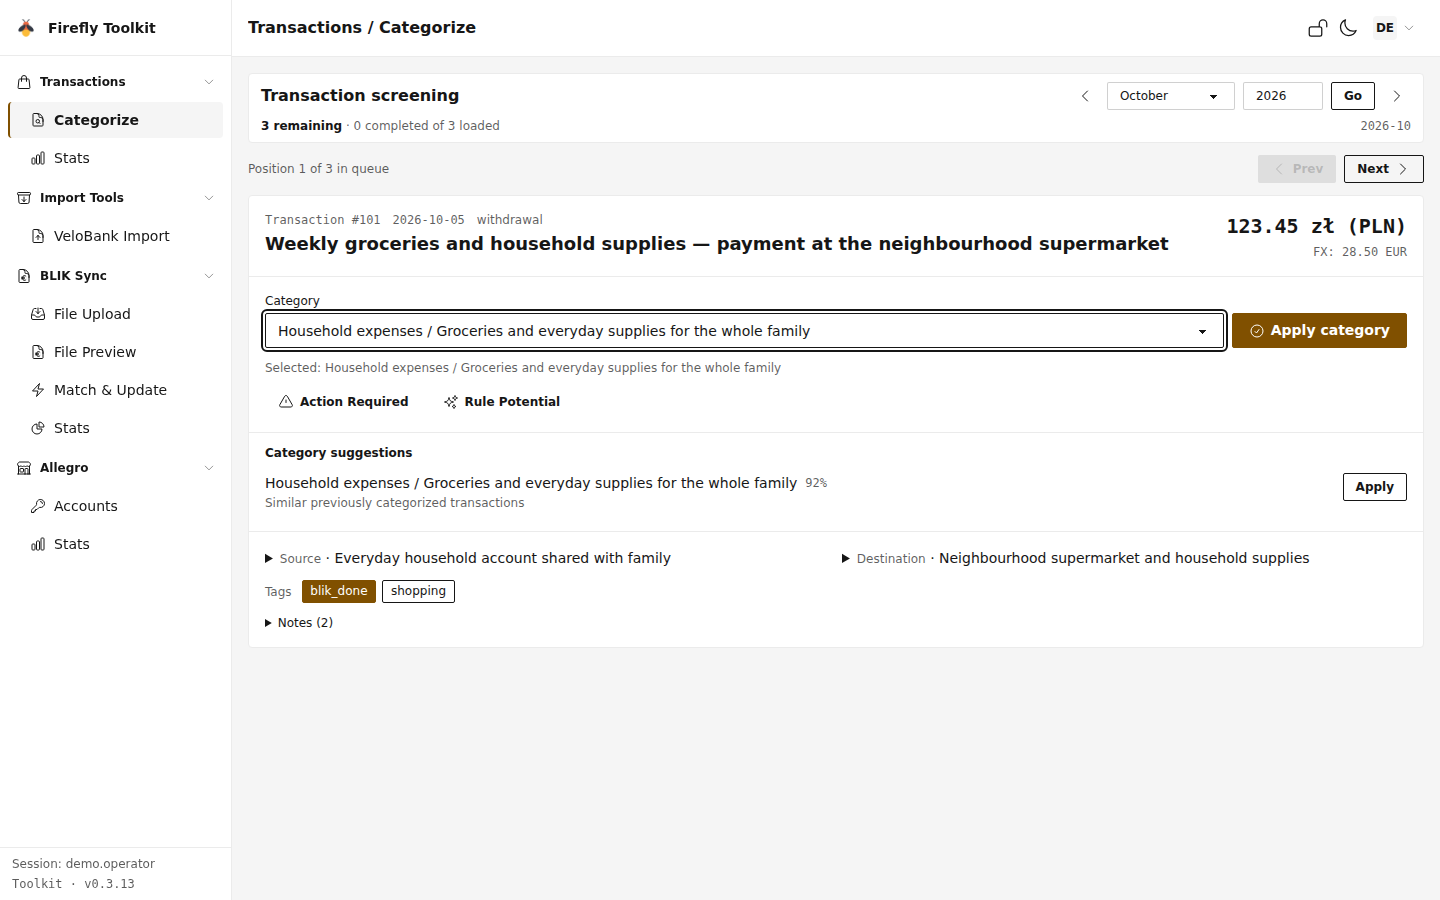 Firefly Toolkit
Transactions / Categorize
DE
Transactions
Categorize
Stats
Import Tools
VeloBank Import
BLIK Sync
File Upload
File Preview
Match & Update
Stats
Allegro
Accounts
Stats
Session: demo.operator
Toolkit · v0.3.13
Transaction screening
October
2026
Go
3 remaining · 0 completed of 3 loaded
2026-10
Position 1 of 3 in queue
Prev
Next
Transaction #101 2026-10-05 withdrawal
Weekly groceries and household supplies — payment at the neighbourhood supermarket
123.45 zł (PLN)
FX: 28.50 EUR
Category
Household expenses / Groceries and everyday supplies for the whole family
Apply category
Selected: Household expenses / Groceries and everyday supplies for the whole family
Action Required
Rule Potential
Category suggestions
Household expenses / Groceries and everyday supplies for the whole family 92%
Similar previously categorized transactions
Apply
Source · Everyday household account shared with family
Destination · Neighbourhood supermarket and household supplies
Tags blik_done shopping
Notes (2)